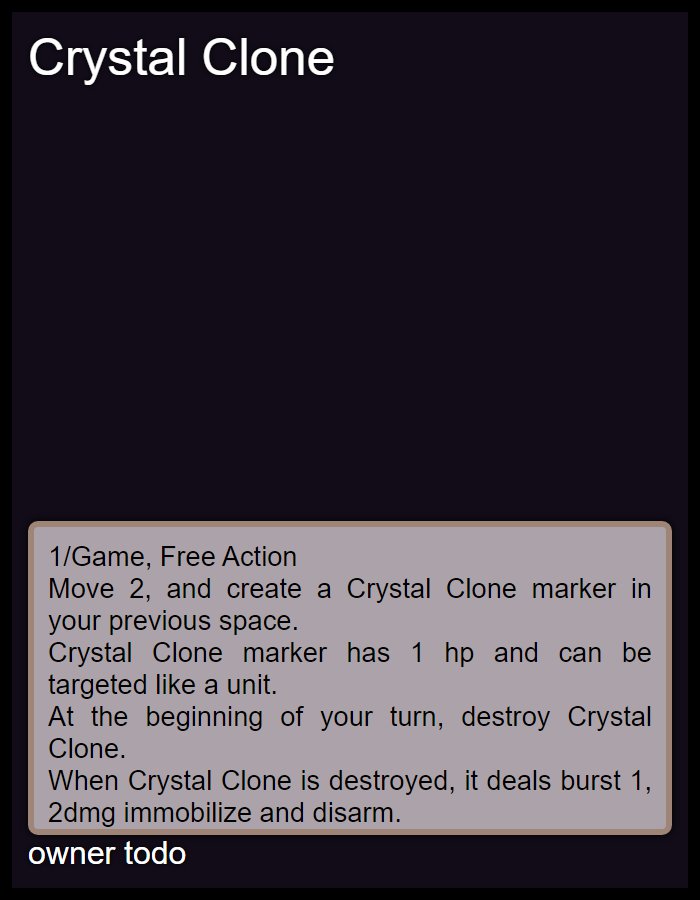 Crystal Clone
1/Game, Free Action
Move 2, and create a Crystal Clone marker in
your previous space.
Crystal Clone marker has 1 hp and can be
targeted like a unit.
At the beginning of your turn, destroy Crystal
Clone.
When Crystal Clone is destroyed, it deals burst 1,
2dmg immobilize and disarm.
owner todo